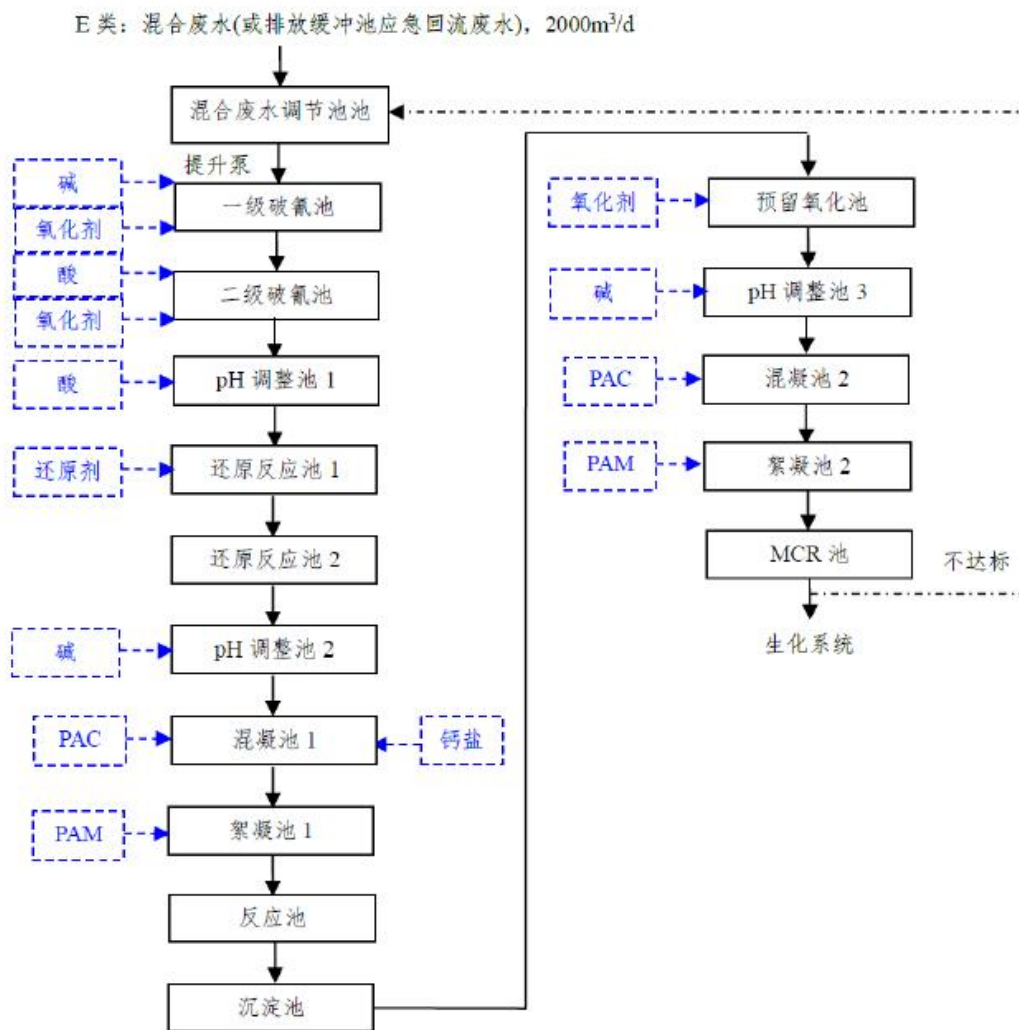 E 类：混合废水(或排放缓冲池应急回流废水)，2000m³/d
混合废水调节池池
提升泵
碱
一级破氰池
氧化剂
酸
二级破氰池
氧化剂
酸
pH 调整池 1
还原剂
还原反应池 1
还原反应池 2
碱
pH 调整池 2
PAC
混凝池 1
钙盐
PAM
絮凝池 1
反应池
沉淀池
氧化剂
预留氧化池
碱
pH 调整池 3
PAC
混凝池 2
PAM
絮凝池 2
MCR 池
不达标
生化系统